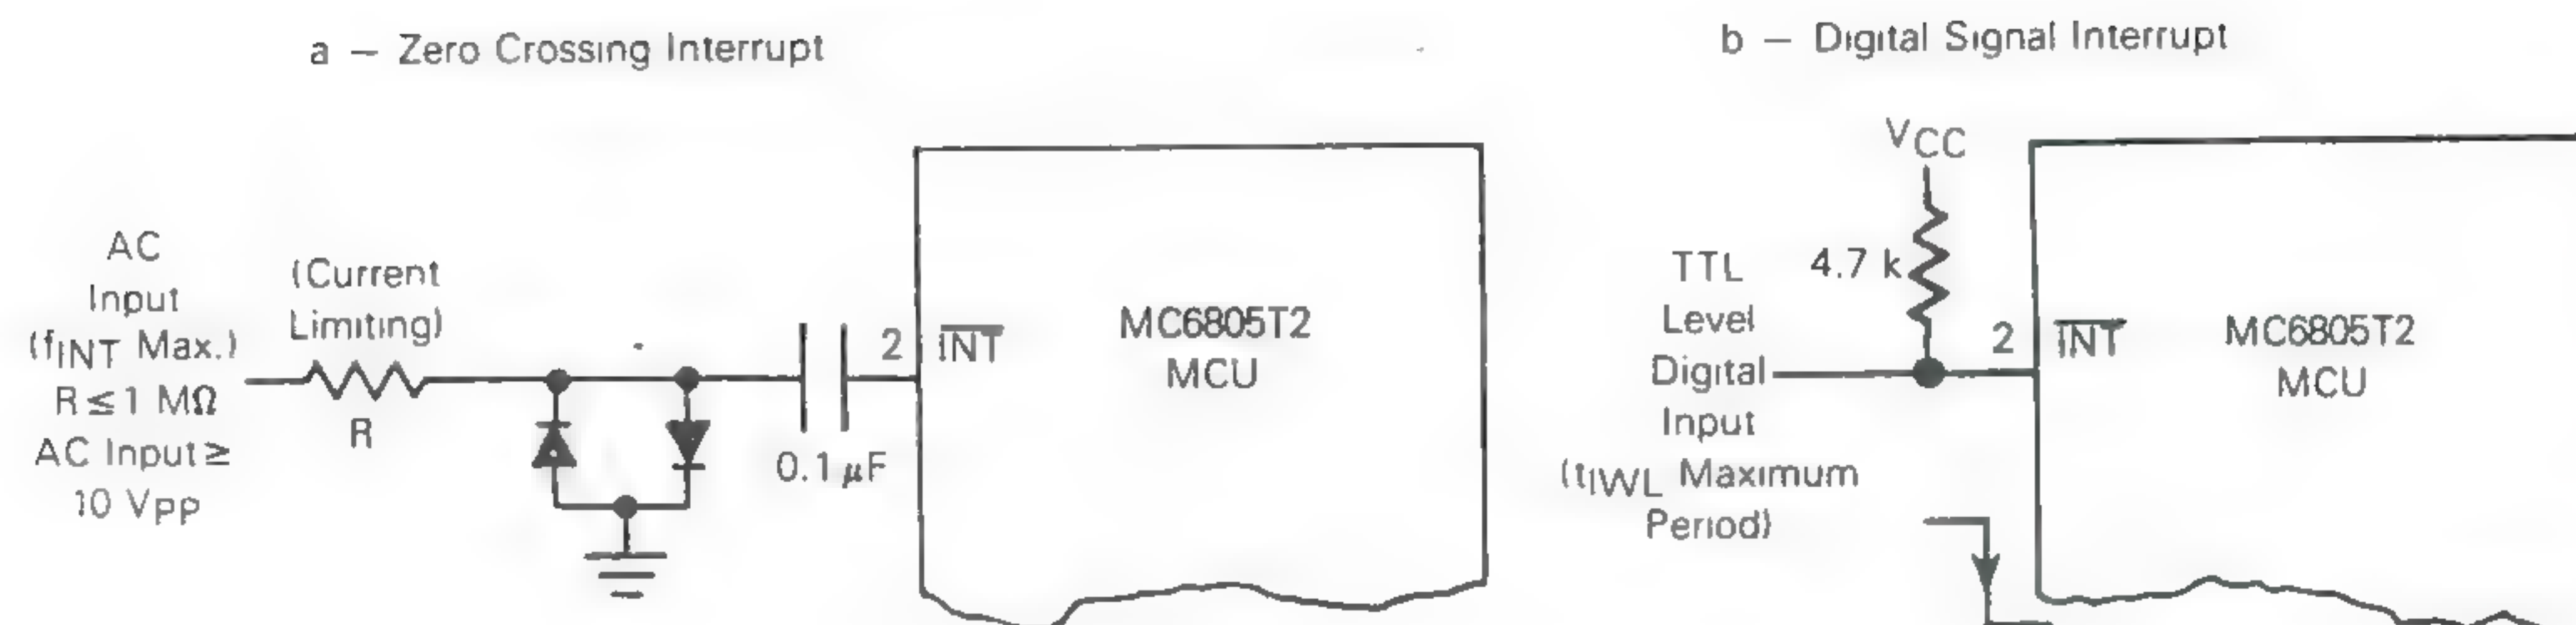 a – Zero Crossing Interrupt
AC
Input
(fINT Max.)
R ≤ 1 MΩ
AC Input ≥
10 Vpp
(Current
Limiting)
R
0.1 μF
2
INT
MC6805T2
MCU
b – Digital Signal Interrupt
VCC
4.7 k
TTL
Level
Digital
Input
(tIWL Maximum
Period)
2
INT
MC6805T2
MCU